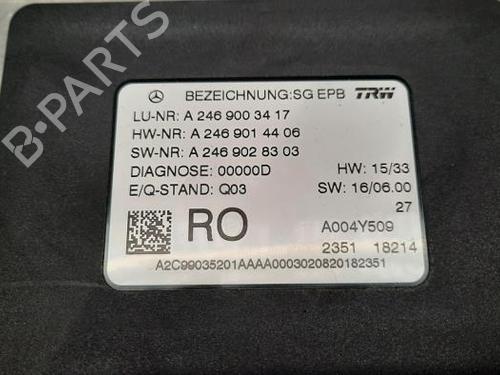 BEZEICHNUNG:SG EPB TRW
LU-NR: A 246 900 34 17
HW-NR: A 246 901 44 06
SW-NR: A 246 902 83 03
DIAGNOSE: 00000D HW: 15/33
E/Q-STAND: Q03 SW: 16/06.00
27
RO A004Y509
2351 18214
A2C99035201AAAA0003020820182351
B-PARTS